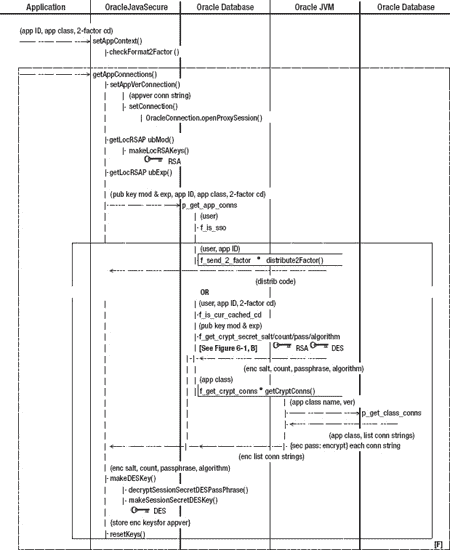 Application OracleJavaSecure Oracle Database Oracle JVM Oracle Database
(app ID, app class, 2-factor cd)
setAppContext()
checkFormat2Factor ()
getAppConnections()
setAppVerConnection()
(appver conn string)
setConnection()
OracleConnection.openProxySession()
getLocRSAP ubMod()
makeLocRSAKeys()
RSA
getLocRSAP ubExp()
(pub key mod & exp, app ID, app class, 2-factor cd)
p_get_app_conns
(user)
f_is_sso
(user, app ID)
f_send_2_factor * distribute2Factor()
(distrib code)
OR
(user, app ID, 2-factor cd)
f_is_cur_cached_cd
(pub key mod & exp)
f_get_crypt_secret_salt/count/pass/algorithm
[See Figure 6-1, B] RSA DES
(enc salt, count, passphrase, algorithm)
(app class)
f_get_crypt_conns * getCryptConns()
(app class name, ver)
p_get_class_conns
(app class, list conn strings)
(sec pass: encrypt) each conn string
(enc list conn strings)
(enc salt, count, passphrase, algorithm)
makeDESKey()
decryptSessionSecretDESPassPhrase()
makeSessionSecretDESKey()
DES
(store enc keysfor appver)
resetKeys()
[F]